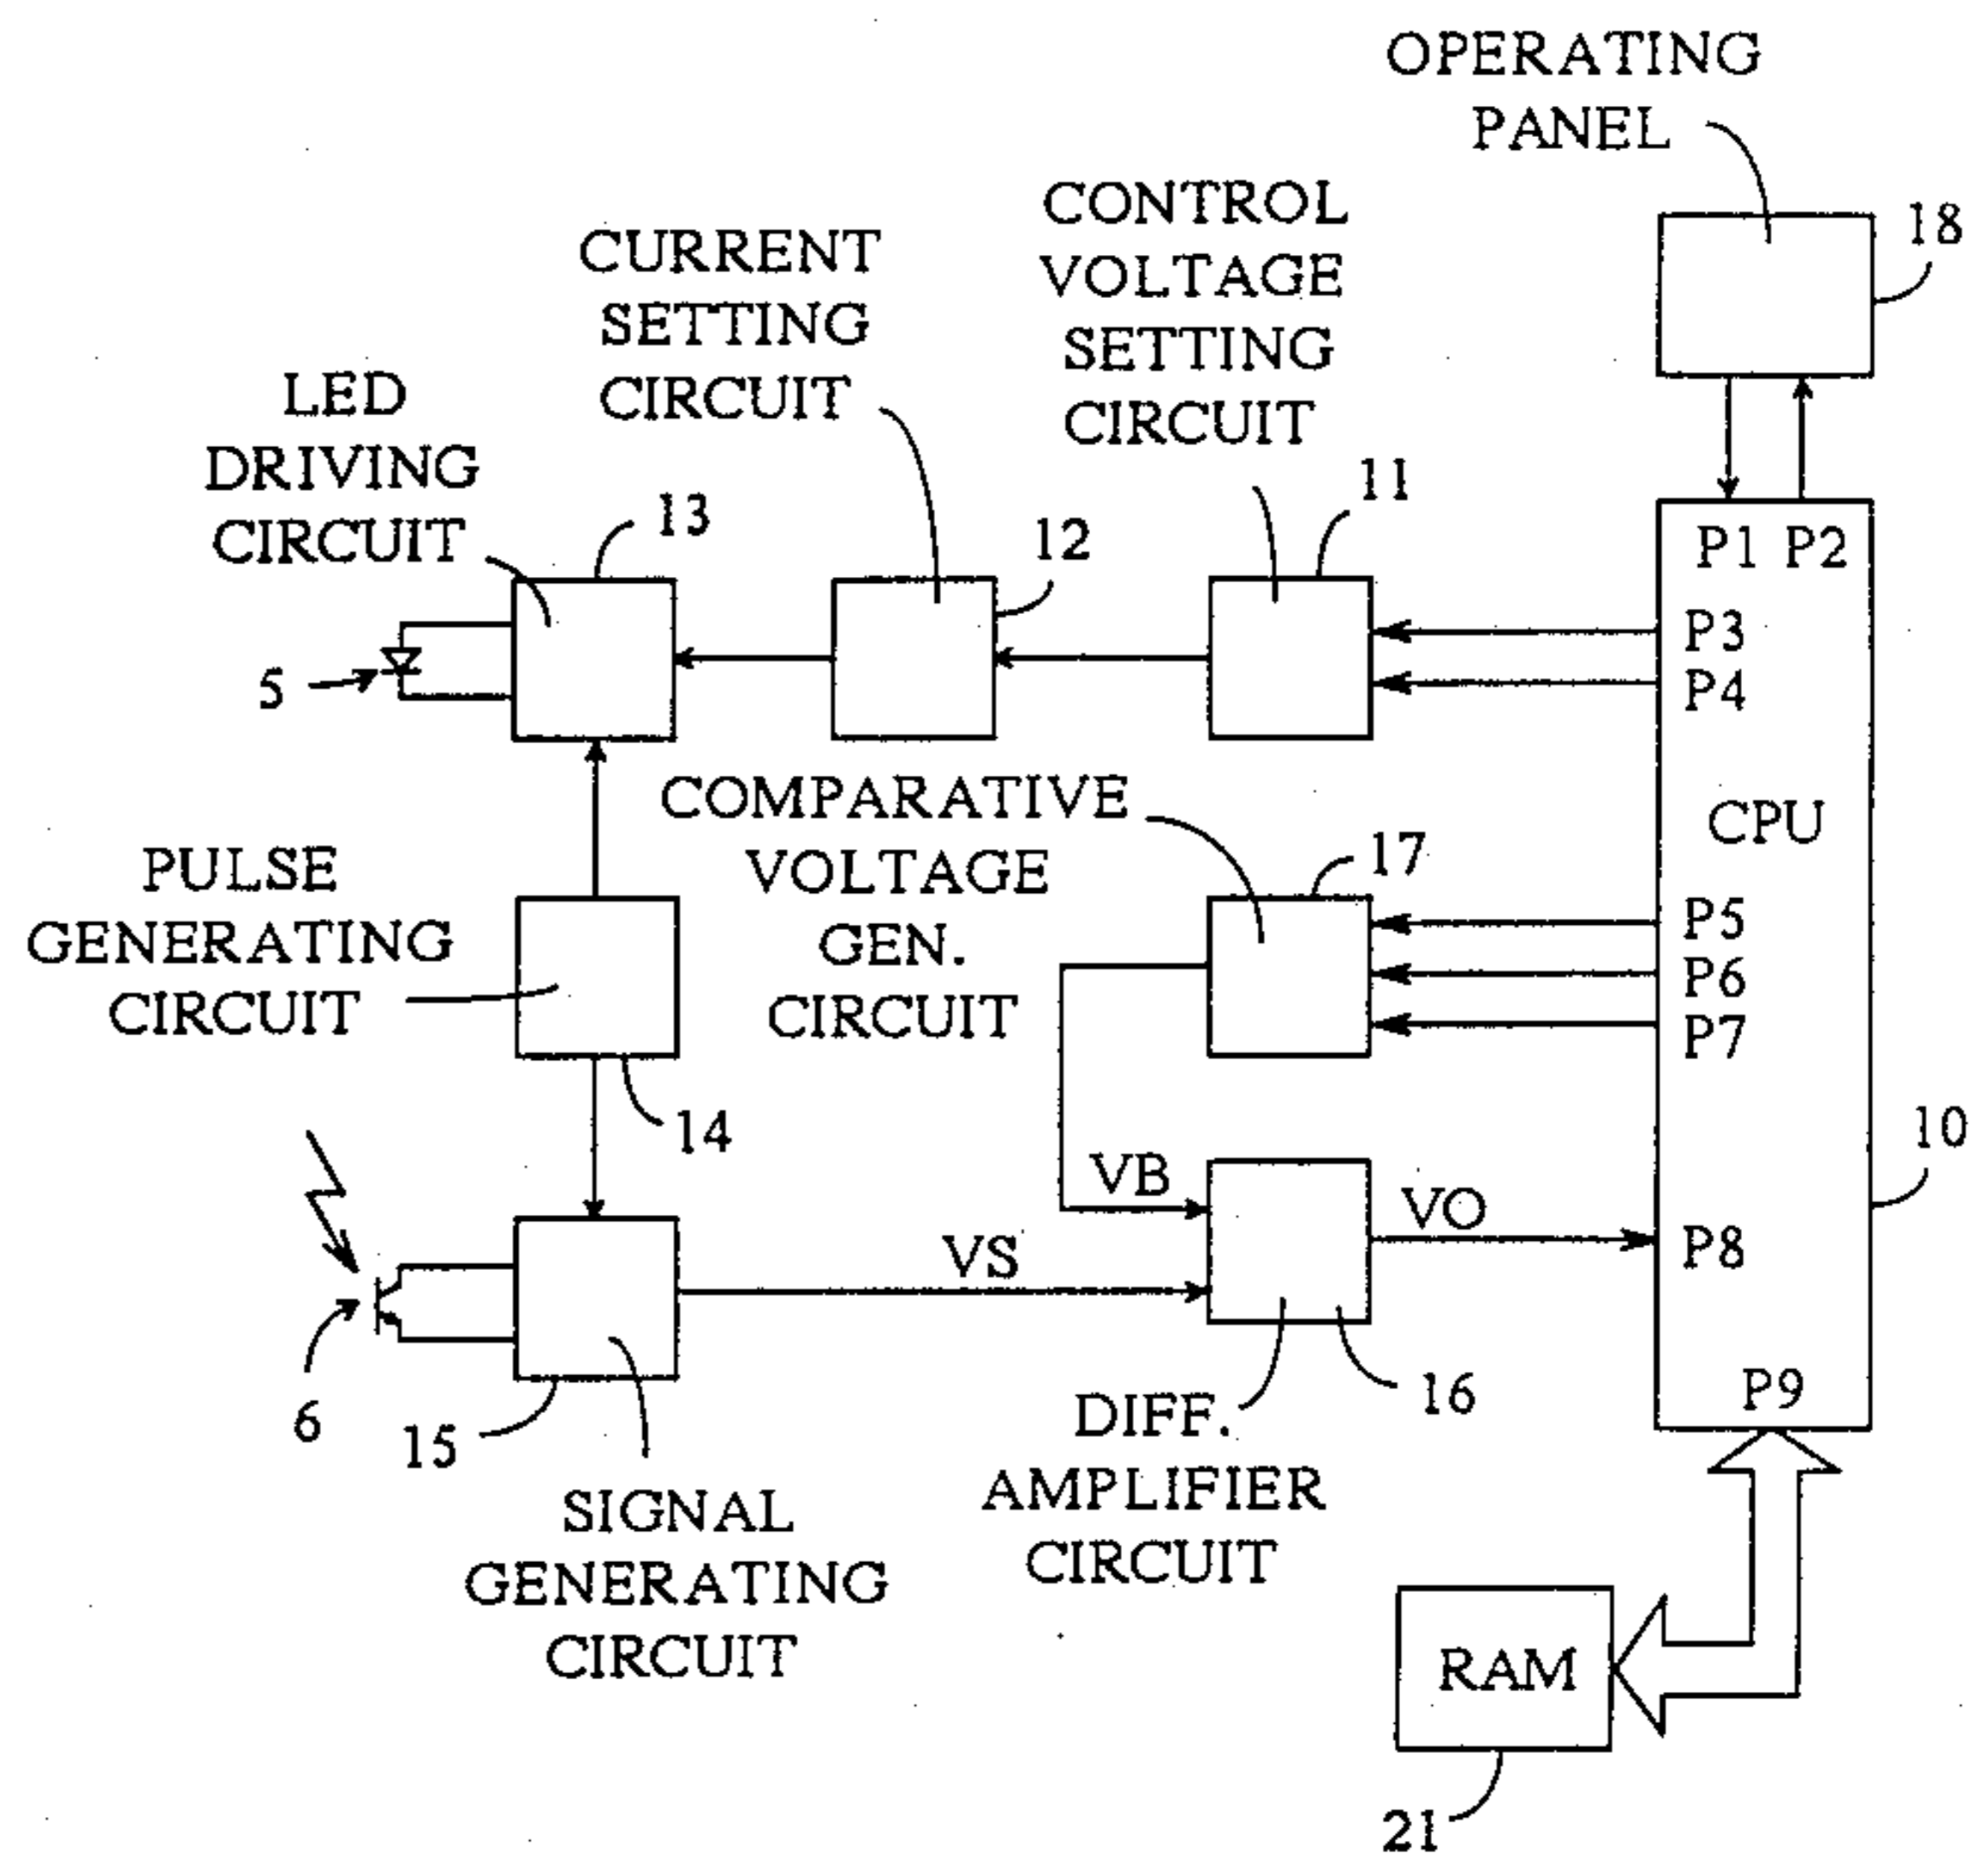 OPERATING
PANEL
18
CONTROL
VOLTAGE
SETTING
CIRCUIT
11
CURRENT
SETTING
CIRCUIT
12
LED
DRIVING
CIRCUIT
13
5
P1 P2
P3
P4
CPU
P5
P6
P7
P8
P9
10
COMPARATIVE
VOLTAGE
GEN.
CIRCUIT
17
PULSE
GENERATING
CIRCUIT
14
VB
VO
VS
6
15
SIGNAL
GENERATING
CIRCUIT
DIFF.
AMPLIFIER
CIRCUIT
16
RAM
21